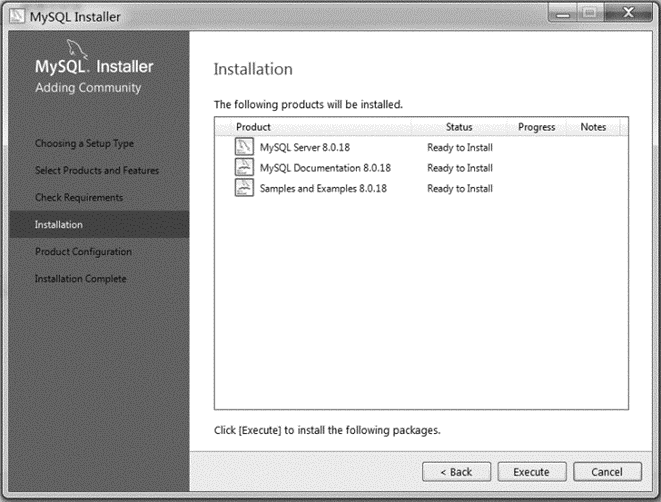 MySQL Installer
MySQL. Installer
Adding Community
Choosing a Setup Type
Select Products and Features
Check Requirements
Installation
Product Configuration
Installation Complete
Installation
The following products will be installed.
Product Status Progress Notes
MySQL Server 8.0.18 Ready to Install
MySQL Documentation 8.0.18 Ready to Install
Samples and Examples 8.0.18 Ready to Install
Click [Execute] to install the following packages.
< Back Execute Cancel